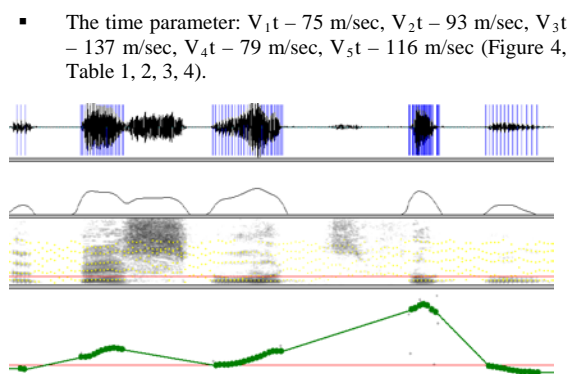 ▪ The time parameter: V₁t – 75 m/sec, V₂t – 93 m/sec, V₃t
– 137 m/sec, V₄t – 79 m/sec, V₅t – 116 m/sec (Figure 4,
Table 1, 2, 3, 4).